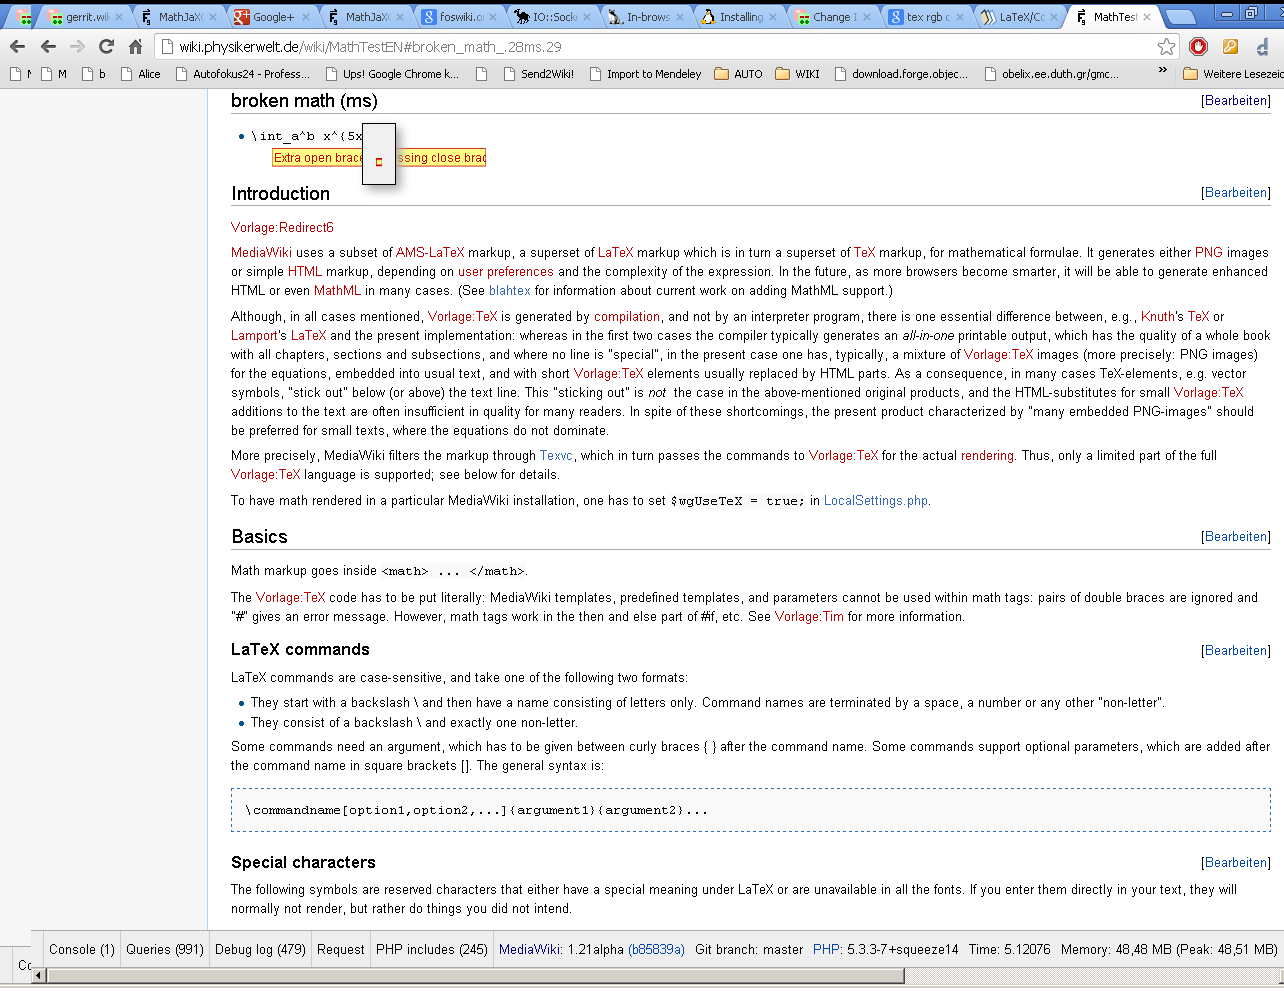 gerrit.wik
MathJaX
Google+
MathJaX
foswiki.or
IO::Sock
In-brows
Installing
Change I
tex rgb c
LaTeX/Co
MathTest
wiki.physikerwelt.de/wiki/MathTestEN#broken_math_.28ms.29
M
b
Alice
Autofokus24 - Profess...
Ups! Google Chrome k...
Send2Wiki!
Import to Mendeley
AUTO
WIKI
download.forge.objec...
obelix.ee.duth.gr/gmc...
»
Weitere Lesezeic
broken math (ms) [Bearbeiten]
\int_a^b x^{5x
Extra open brace ssing close brac
Introduction [Bearbeiten]
Vorlage:Redirect6
MediaWiki uses a subset of AMS-LaTeX markup, a superset of LaTeX markup which is in turn a superset of TeX markup, for mathematical formulae. It generates either PNG images
or simple HTML markup, depending on user preferences and the complexity of the expression. In the future, as more browsers become smarter, it will be able to generate enhanced
HTML or even MathML in many cases. (See blahtex for information about current work on adding MathML support.)
Although, in all cases mentioned, Vorlage:TeX is generated by compilation, and not by an interpreter program, there is one essential difference between, e.g., Knuth's TeX or
Lamport's LaTeX and the present implementation: whereas in the first two cases the compiler typically generates an all-in-one printable output, which has the quality of a whole book
with all chapters, sections and subsections, and where no line is "special", in the present case one has, typically, a mixture of Vorlage:TeX images (more precisely: PNG images)
for the equations, embedded into usual text, and with short Vorlage:TeX elements usually replaced by HTML parts. As a consequence, in many cases TeX-elements, e.g. vector
symbols, "stick out" below (or above) the text line. This "sticking out" is not the case in the above-mentioned original products, and the HTML-substitutes for small Vorlage:TeX
additions to the text are often insufficient in quality for many readers. In spite of these shortcomings, the present product characterized by "many embedded PNG-images" should
be preferred for small texts, where the equations do not dominate.
More precisely, MediaWiki filters the markup through Texvc, which in turn passes the commands to Vorlage:TeX for the actual rendering. Thus, only a limited part of the full
Vorlage:TeX language is supported; see below for details.
To have math rendered in a particular MediaWiki installation, one has to set $wgUseTeX = true; in LocalSettings.php.
Basics [Bearbeiten]
Math markup goes inside <math> ... </math>.
The Vorlage:TeX code has to be put literally: MediaWiki templates, predefined templates, and parameters cannot be used within math tags: pairs of double braces are ignored and
"#" gives an error message. However, math tags work in the then and else part of #if, etc. See Vorlage:Tim for more information.
LaTeX commands [Bearbeiten]
LaTeX commands are case-sensitive, and take one of the following two formats:
They start with a backslash \ and then have a name consisting of letters only. Command names are terminated by a space, a number or any other "non-letter".
They consist of a backslash \ and exactly one non-letter.
Some commands need an argument, which has to be given between curly braces { } after the command name. Some commands support optional parameters, which are added after
the command name in square brackets []. The general syntax is:
\commandname[option1,option2,...]{argument1}{argument2}...
Special characters [Bearbeiten]
The following symbols are reserved characters that either have a special meaning under LaTeX or are unavailable in all the fonts. If you enter them directly in your text, they will
normally not render, but rather do things you did not intend.
Console (1) Queries (991) Debug log (479) Request PHP includes (245) MediaWiki: 1.21alpha (b85839a) Git branch: master PHP: 5.3.3-7+squeeze14 Time: 5.12076 Memory: 48,48 MB (Peak: 48,51 MB)
Co